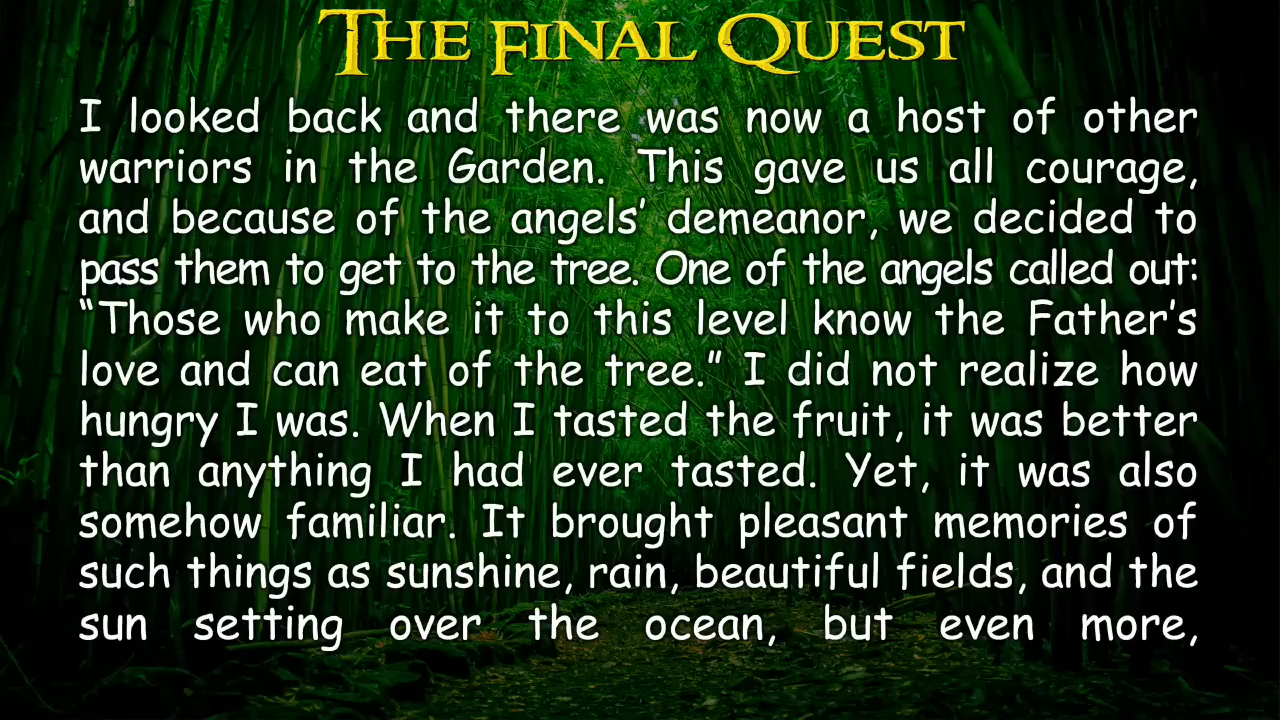 The Final Quest
I looked back and there was now a host of other
warriors in the Garden. This gave us all courage,
and because of the angels’ demeanor, we decided to
pass them to get to the tree. One of the angels called out:
“Those who make it to this level know the Father’s
love and can eat of the tree.” I did not realize how
hungry I was. When I tasted the fruit, it was better
than anything I had ever tasted. Yet, it was also
somehow familiar. It brought pleasant memories of
such things as sunshine, rain, beautiful fields, and the
sun setting over the ocean, but even more,